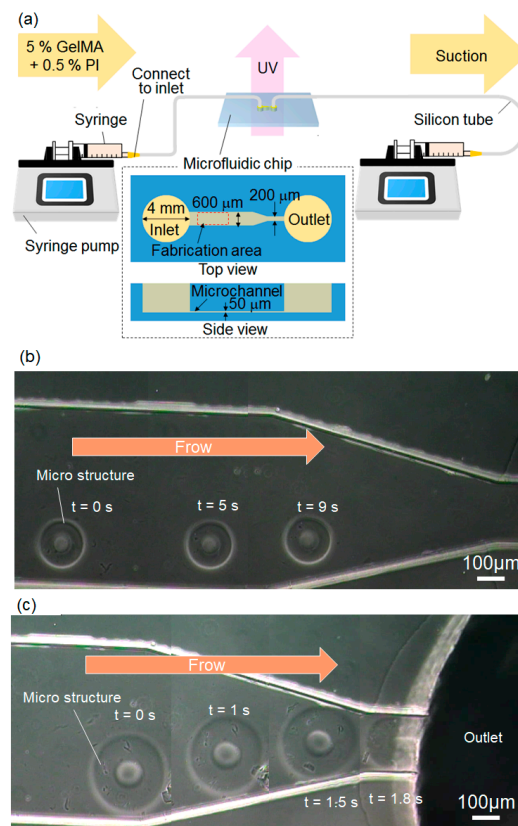 (a)
5 % GelMA
+ 0.5 % PI
Connect
to inlet
UV
Suction
Syringe
Silicon tube
Microfluidic chip
Syringe pump
4 mm
600 μm
200 μm
Inlet
Outlet
Fabrication area
Top view
Microchannel
50 μm
Side view
(b)
Frow
Micro structure
t = 0 s
t = 5 s
t = 9 s
100μm
(c)
Frow
Micro structure
t = 0 s
t = 1 s
Outlet
t = 1.5 s
t = 1.8 s
100μm